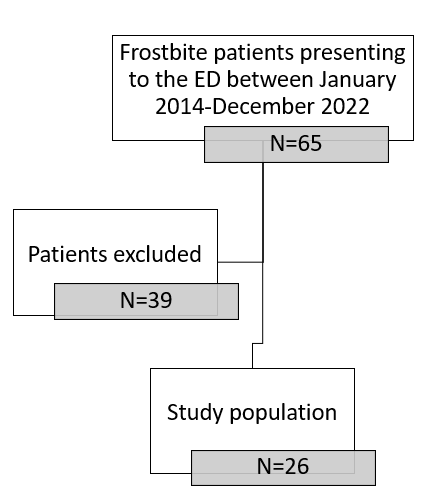 Frostbite patients presenting
to the ED between January
2014-December 2022
N=65
Patients excluded
N=39
Study population
N=26